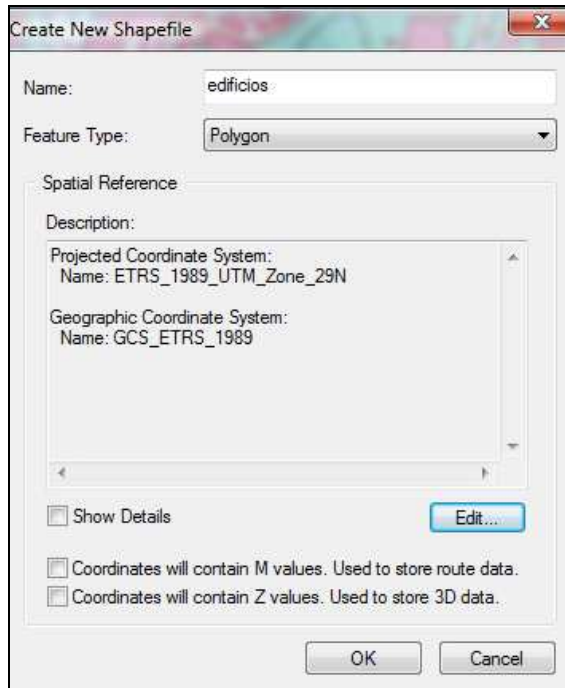 Create New Shapefile
Name: edificios
Feature Type: Polygon
Spatial Reference
Description:
Projected Coordinate System:
Name: ETRS_1989_UTM_Zone_29N
Geographic Coordinate System:
Name: GCS_ETRS_1989
Show Details Edit...
Coordinates will contain M values. Used to store route data.
Coordinates will contain Z values. Used to store 3D data.
OK Cancel